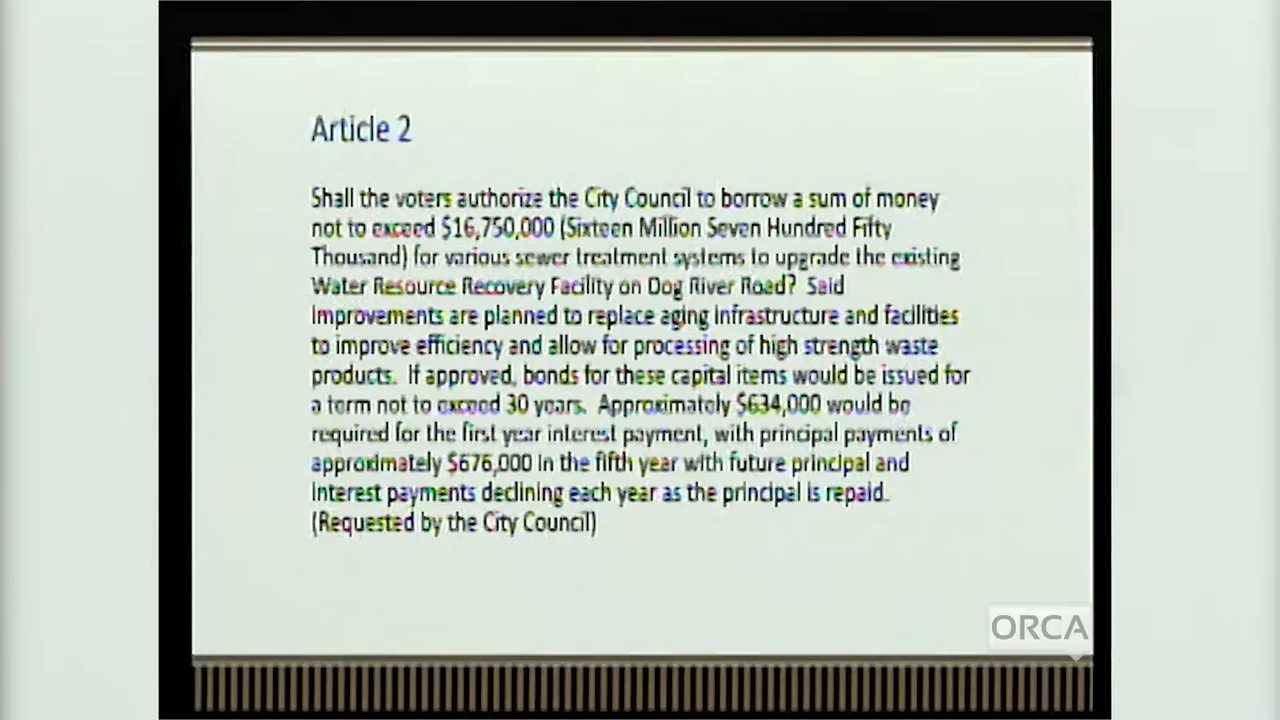 Article 2
Shall the voters authorize the City Council to borrow a sum of money
not to exceed $16,750,000 (Sixteen Million Seven Hundred Fifty
Thousand) for various sewer treatment systems to upgrade the existing
Water Resource Recovery Facility on Dog River Road? Said
improvements are planned to replace aging infrastructure and facilities
to improve efficiency and allow for processing of high strength waste
products. If approved, bonds for these capital items would be issued for
a term not to exceed 30 years. Approximately $634,000 would be
required for the first year interest payment, with principal payments of
approximately $676,000 in the fifth year with future principal and
interest payments declining each year as the principal is repaid.
(Requested by the City Council)
ORCA